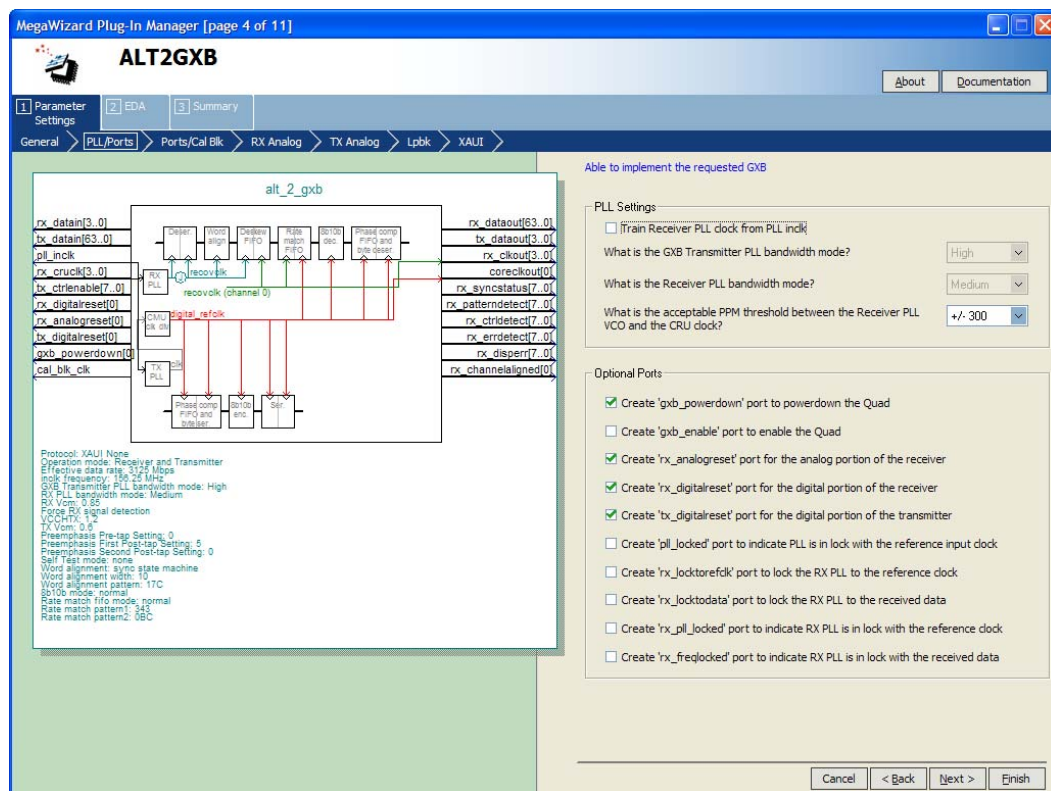 MegaWizard Plug-In Manager [page 4 of 11]
ALT2GXB
About
Documentation
1 Parameter Settings
2 EDA
3 Summary
General
PLL/Ports
Ports/Cal Blk
RX Analog
TX Analog
Lpbk
XAUI
alt_2_gxb
rx_datain[3..0]
tx_datain[63..0]
pll_inclk
rx_cruclk[3..0]
tx_ctrlenable[7..0]
rx_digitalreset[0]
rx_analogreset[0]
tx_digitalreset[0]
gxb_powerdown[0]
cal_blk_clk
Deser.
Word align
Deskew FIFO
Rate match FIFO
8b10b dec.
Phase comp FIFO and byte deser.
RX PLL
recovclk
recovclk (channel 0)
CMU clk div
digital_refclk
TX PLL
clk
Phase comp FIFO and byte ser.
8b10b enc.
Ser.
rx_dataout[63..0]
tx_dataout[3..0]
rx_clkout[3..0]
coreclkout[0]
rx_syncstatus[7..0]
rx_patterndetect[7..0]
rx_ctrldetect[7..0]
rx_errdetect[7..0]
rx_disperr[7..0]
rx_channelaligned[0]
Protocol: XAUI None
Operation mode: Receiver and Transmitter
Effective data rate: 3125 Mbps
Inclk frequency: 156.25 MHz
GXB Transmitter PLL bandwidth mode: High
RX PLL bandwidth mode: Medium
RX Vcm: 0.85
Force RX signal detection
VCCHTX: 1.2
TX Vcm: 0.6
Preemphasis Pre-tap Setting: 0
Preemphasis First Post-tap Setting: 5
Preemphasis Second Post-tap Setting: 0
Self Test mode: none
Word alignment: sync state machine
Word alignment width: 10
Word alignment pattern: 17C
8b10b mode: normal
Rate match fifo mode: normal
Rate match pattern1: 343
Rate match pattern2: 0BC
Able to implement the requested GXB
PLL Settings
Train Receiver PLL clock from PLL inclk
What is the GXB Transmitter PLL bandwidth mode?
High
What is the Receiver PLL bandwidth mode?
Medium
What is the acceptable PPM threshold between the Receiver PLL
VCO and the CRU clock?
+/- 300
Optional Ports
Create 'gxb_powerdown' port to powerdown the Quad
Create 'gxb_enable' port to enable the Quad
Create 'rx_analogreset' port for the analog portion of the receiver
Create 'rx_digitalreset' port for the digital portion of the receiver
Create 'tx_digitalreset' port for the digital portion of the transmitter
Create 'pll_locked' port to indicate PLL is in lock with the reference input clock
Create 'rx_locktorefclk' port to lock the RX PLL to the reference clock
Create 'rx_locktodata' port to lock the RX PLL to the received data
Create 'rx_pll_locked' port to indicate RX PLL is in lock with the reference clock
Create 'rx_freqlocked' port to indicate RX PLL is in lock with the received data
Cancel
< Back
Next >
Finish